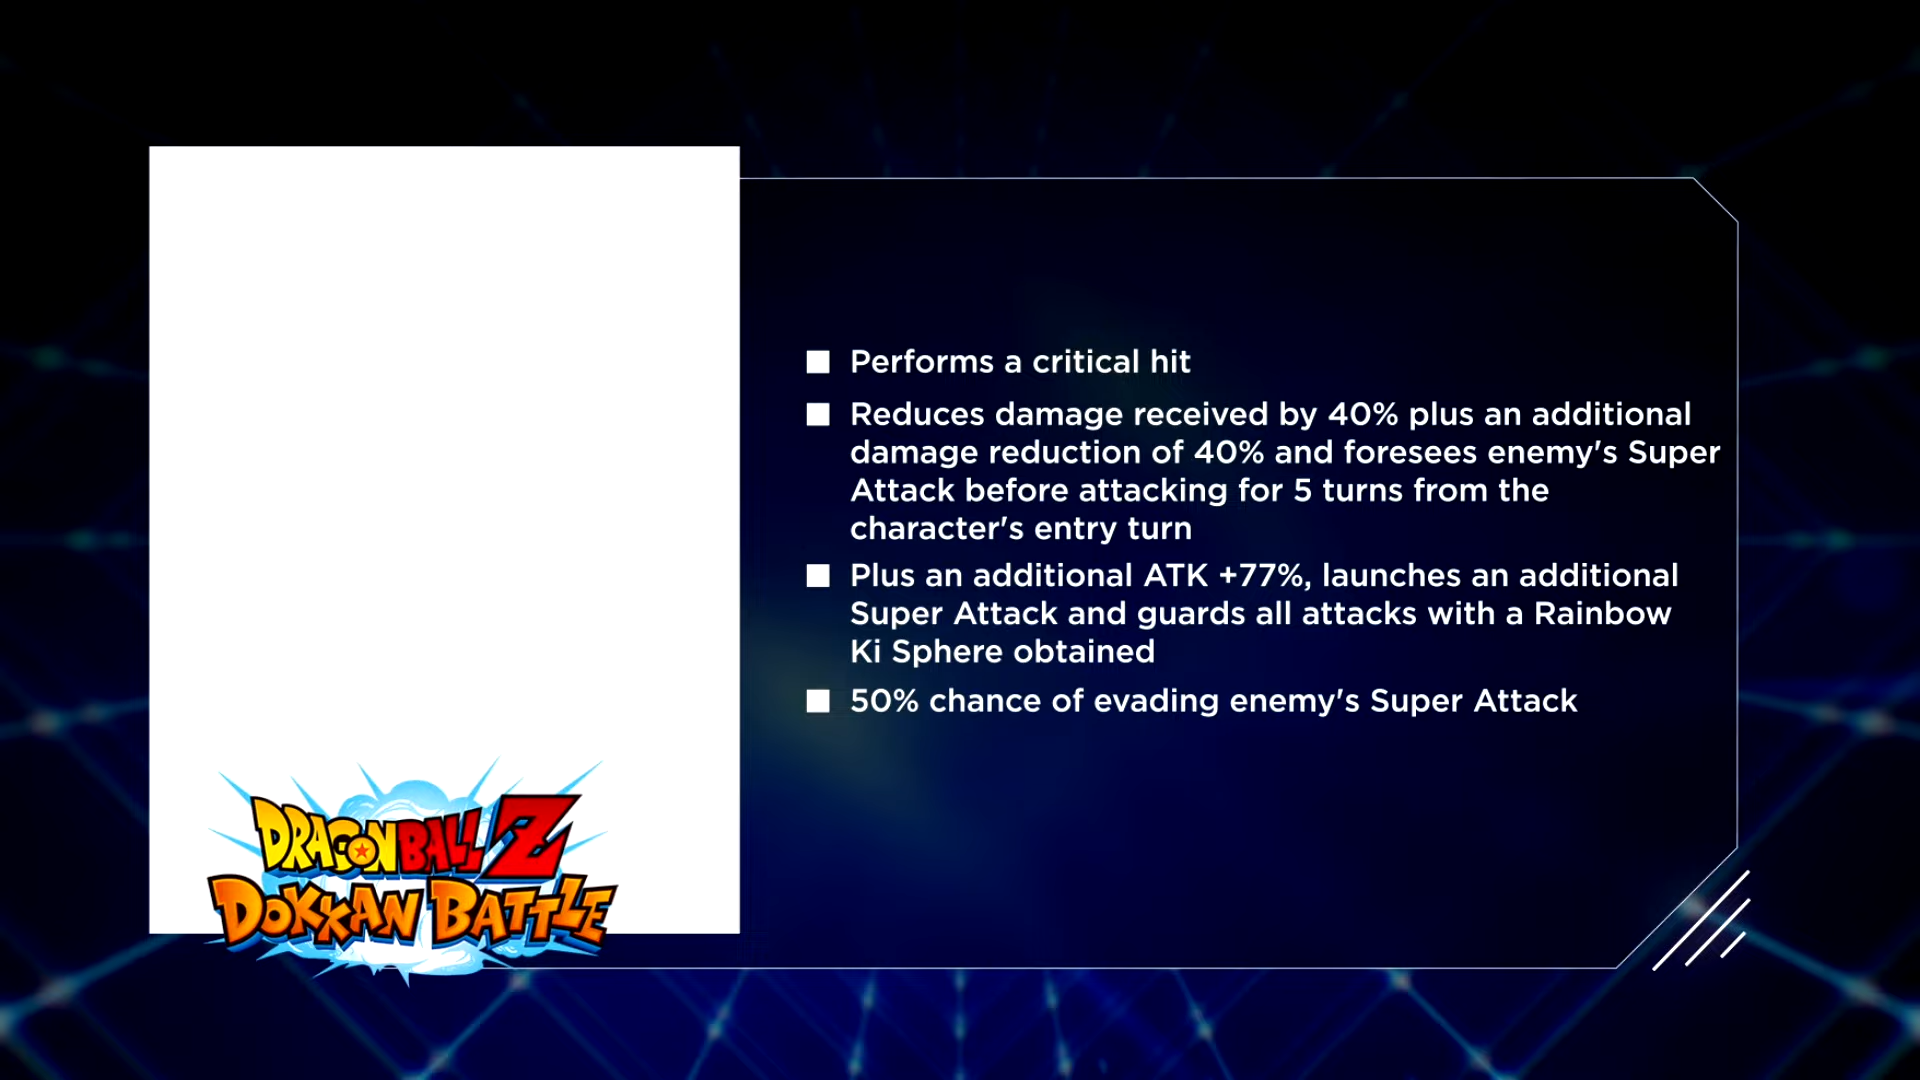 Performs a critical hit
Reduces damage received by 40% plus an additional
damage reduction of 40% and foresees enemy's Super
Attack before attacking for 5 turns from the
character's entry turn
Plus an additional ATK +77%, launches an additional
Super Attack and guards all attacks with a Rainbow
Ki Sphere obtained
50% chance of evading enemy's Super Attack
DRAGONBALL Z
DOKKAN BATTLE